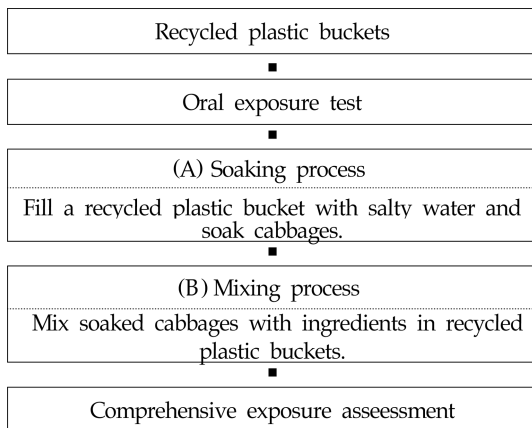 Recycled plastic buckets
Oral exposure test
(A) Soaking process
Fill a recycled plastic bucket with salty water and
soak cabbages.
(B) Mixing process
Mix soaked cabbages with ingredients in recycled
plastic buckets.
Comprehensive exposure asseessment